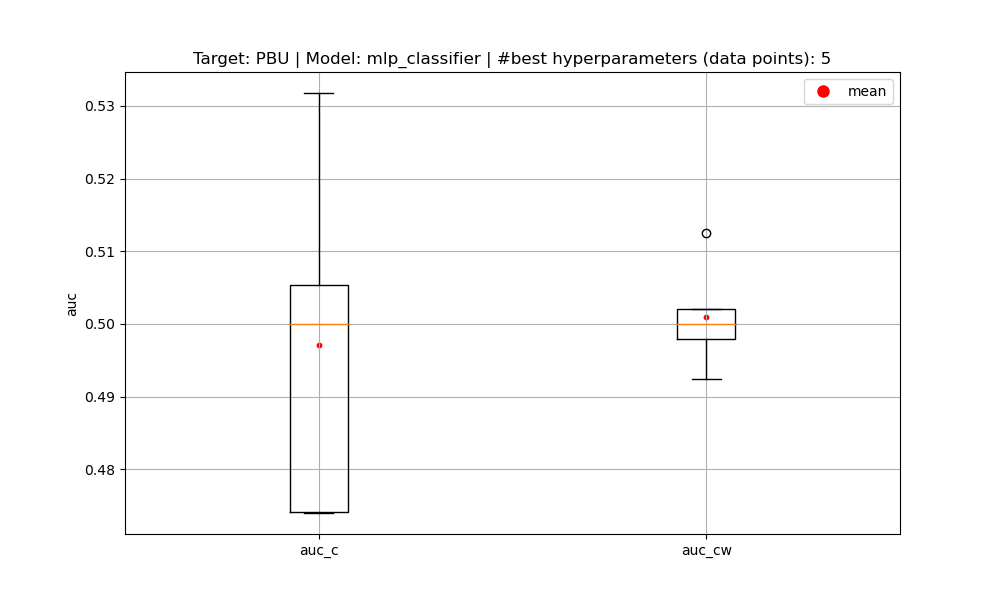 Target: PBU | Model: mlp_classifier | #best hyperparameters (data points): 5
mean
0.53
0.52
0.51
0.50
0.49
0.48
auc
auc_c
auc_cw